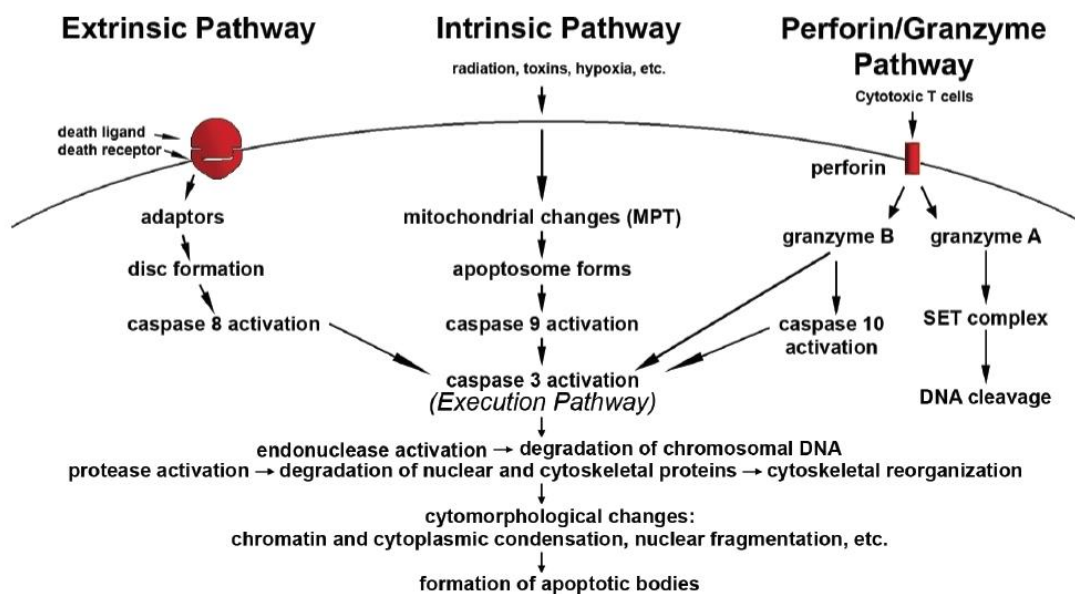 Extrinsic Pathway
Intrinsic Pathway
Perforin/Granzyme
Pathway
radiation, toxins, hypoxia, etc.
Cytotoxic T cells
death ligand
death receptor
perforin
adaptors
mitochondrial changes (MPT)
granzyme B
granzyme A
disc formation
apoptosome forms
caspase 8 activation
caspase 9 activation
caspase 10
activation
SET complex
caspase 3 activation
(Execution Pathway)
DNA cleavage
endonuclease activation → degradation of chromosomal DNA
protease activation → degradation of nuclear and cytoskeletal proteins → cytoskeletal reorganization
cytomorphological changes:
chromatin and cytoplasmic condensation, nuclear fragmentation, etc.
formation of apoptotic bodies